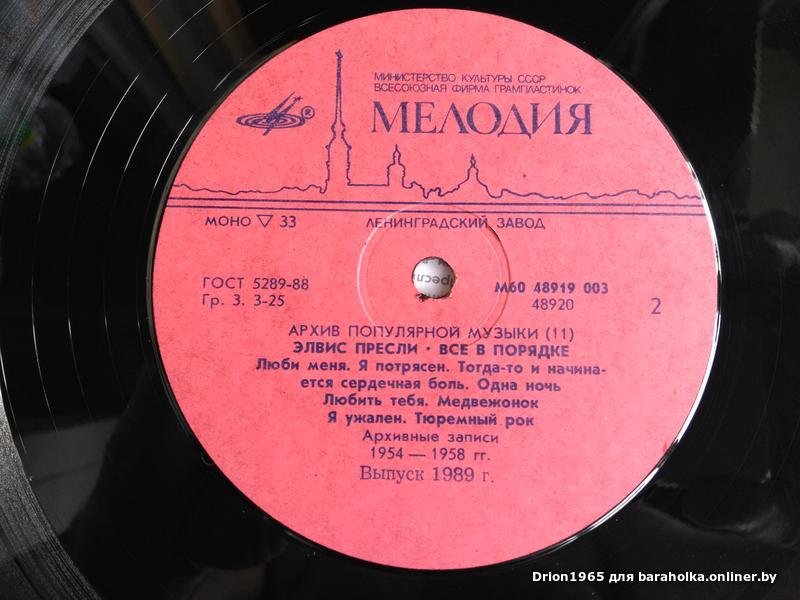 МИНИСТЕРСТВО КУЛЬТУРЫ СССР
ВСЕСОЮЗНАЯ ФИРМА ГРАМПЛАСТИНОК
®
МЕЛОДИЯ
МОНО ▽ 33
ЛЕНИНГРАДСКИЙ ЗАВОД
ГОСТ 5289-88
Гр. 3. 3-25
М60 48919 003
48920
2
АРХИВ ПОПУЛЯРНОЙ МУЗЫКИ (11)
ЭЛВИС ПРЕСЛИ · ВСЕ В ПОРЯДКЕ
Люби меня. Я потрясен. Тогда-то и начина-
ется сердечная боль. Одна ночь
Любить тебя. Медвежонок
Я ужален. Тюремный рок
Архивные записи
1954 — 1958 гг.
Выпуск 1989 г.
Drion1965 для baraholka.onliner.by